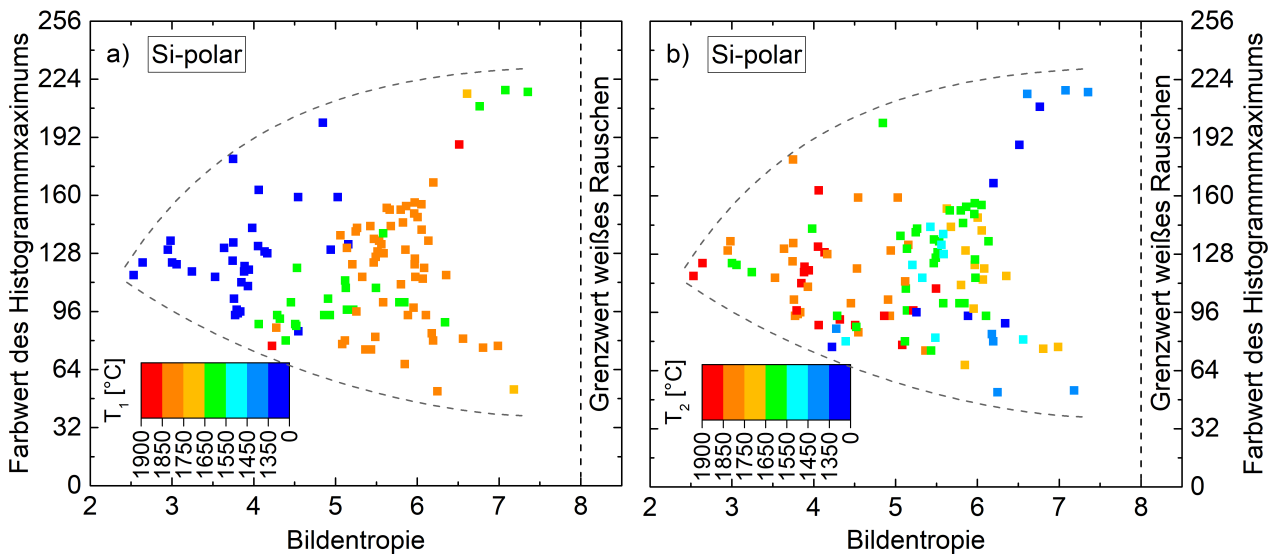 Farbwert des Histogrammmxaximums
256
224
192
160
128
96
64
32
0
a)
Si-polar
Grenzwert weißes Rauschen
T1 [°C]
1900
1850
1750
1650
1550
1450
1350
0
2 3 4 5 6 7 8
Bildentropie
b)
Si-polar
Grenzwert weißes Rauschen
T2 [°C]
1900
1850
1750
1650
1550
1450
1350
0
2 3 4 5 6 7 8
Bildentropie
256
224
192
160
128
96
64
32
0
Farbwert des Histogrammmxaximums